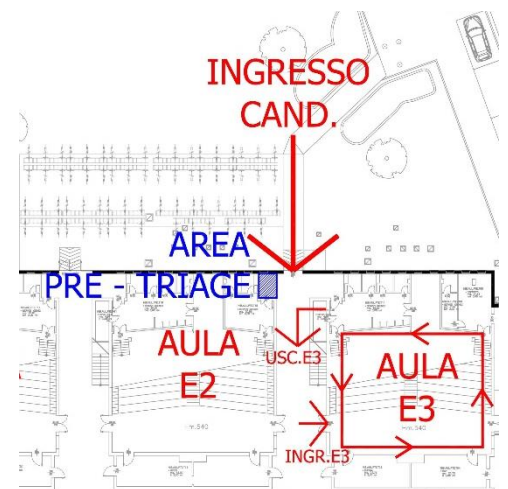 INGRESSO
CAND.
AREA
PRE - TRIAGE
AULA
E2
USC.E3
AULA
E3
INGR.E3